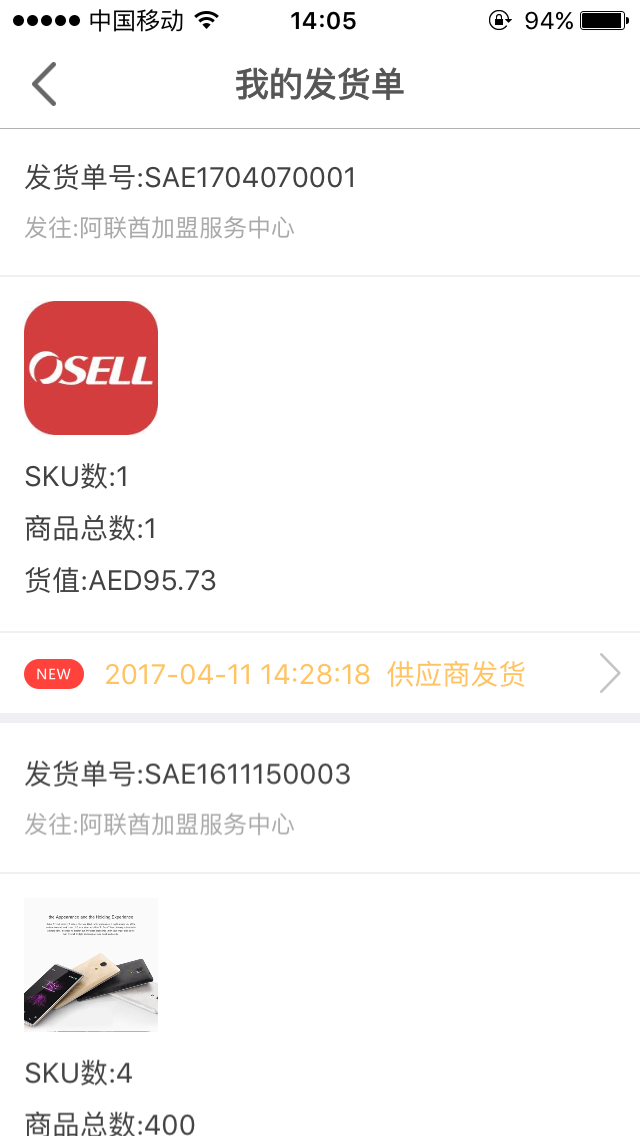 中国移动
14:05
94%
我的发货单
发货单号:SAE1704070001
发往:阿联酋加盟服务中心
OSELL
SKU数:1
商品总数:1
货值:AED95.73
NEW
2017-04-11 14:28:18 供应商发货
发货单号:SAE1611150003
发往:阿联酋加盟服务中心
the Appearance and the Holding Experience
SKU数:4
商品总数:400